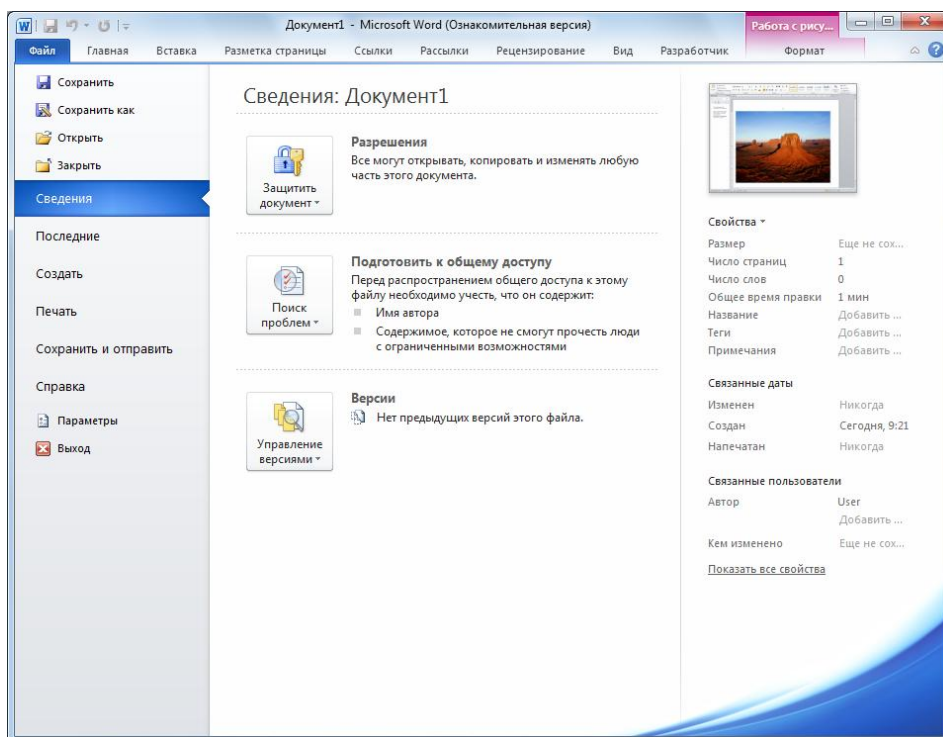 Документ1 - Microsoft Word (Ознакомительная версия)
Работа с рису...
Файл Главная Вставка Разметка страницы Ссылки Рассылки Рецензирование Вид Разработчик Формат
Сохранить
Сохранить как
Открыть
Закрыть
Сведения
Последние
Создать
Печать
Сохранить и отправить
Справка
Параметры
Выход
Сведения: Документ1
Защитить
документ
Разрешения
Все могут открывать, копировать и изменять любую
часть этого документа.
Поиск
проблем
Подготовить к общему доступу
Перед распространением общего доступа к этому
файлу необходимо учесть, что он содержит:
Имя автора
Содержимое, которое не смогут прочесть люди
с ограниченными возможностями
Управление
версиями
Версии
Нет предыдущих версий этого файла.
Свойства
Размер Еще не сох...
Число страниц 1
Число слов 0
Общее время правки 1 мин
Название Добавить ...
Теги Добавить ...
Примечания Добавить ...
Связанные даты
Изменен Никогда
Создан Сегодня, 9:21
Напечатан Никогда
Связанные пользователи
Автор User
Добавить ...
Кем изменено Еще не сох...
Показать все свойства